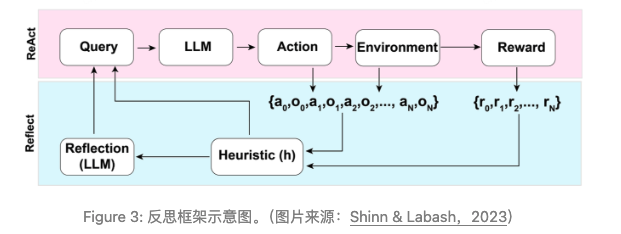 ReAct
Query
LLM
Action
Environment
Reward
Reflect
{a₀,o₀,a₁,o₁,a₂,o₂,..., aN,oN}
{r₀,r₁,r₂,..., rN}
Reflection
(LLM)
Heuristic (h)
Figure 3: 反思框架示意图。（图片来源：Shinn & Labash，2023）